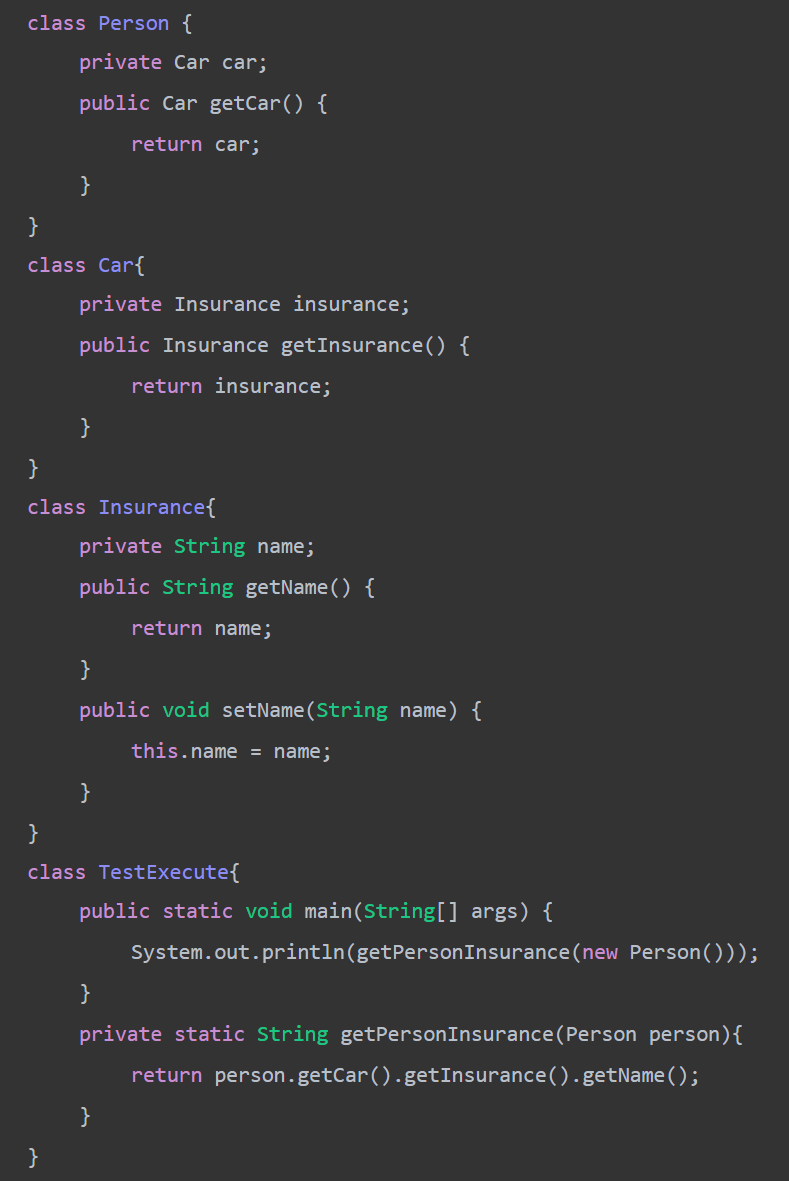 class Person {
    private Car car;
    public Car getCar() {
        return car;
    }
}
class Car{
    private Insurance insurance;
    public Insurance getInsurance() {
        return insurance;
    }
}
class Insurance{
    private String name;
    public String getName() {
        return name;
    }
    public void setName(String name) {
        this.name = name;
    }
}
class TestExecute{
    public static void main(String[] args) {
        System.out.println(getPersonInsurance(new Person()));
    }
    private static String getPersonInsurance(Person person){
        return person.getCar().getInsurance().getName();
    }
}